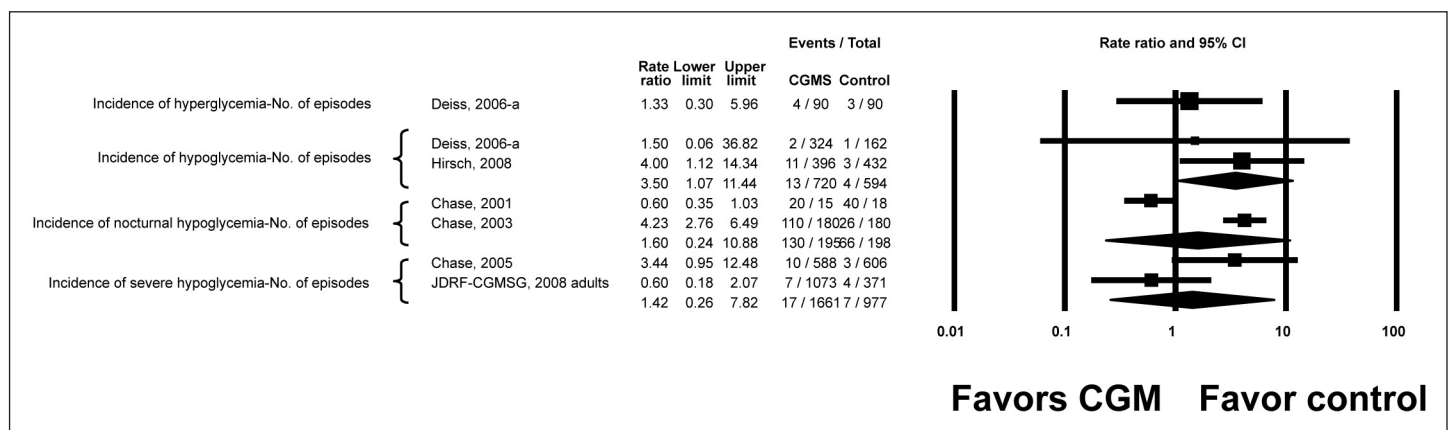 Events / Total Rate ratio and 95% CI
Rate Lower Upper
ratio limit limit CGMS Control
Incidence of hyperglycemia-No. of episodes Deiss, 2006-a 1.33 0.30 5.96 4 / 90 3 / 90
Deiss, 2006-a 1.50 0.06 36.82 2 / 324 1 / 162
Incidence of hypoglycemia-No. of episodes Hirsch, 2008 4.00 1.12 14.34 11 / 396 3 / 432
3.50 1.07 11.44 13 / 720 4 / 594
Chase, 2001 0.60 0.35 1.03 20 / 15 40 / 18
Incidence of nocturnal hypoglycemia-No. of episodes Chase, 2003 4.23 2.76 6.49 110 / 18026 / 180
1.60 0.24 10.88 130 / 19566 / 198
Chase, 2005 3.44 0.95 12.48 10 / 588 3 / 606
Incidence of severe hypoglycemia-No. of episodes JDRF-CGMSG, 2008 adults 0.60 0.18 2.07 7 / 1073 4 / 371
1.42 0.26 7.82 17 / 1661 7 / 977
0.01 0.1 1 10 100
Favors CGM Favor control